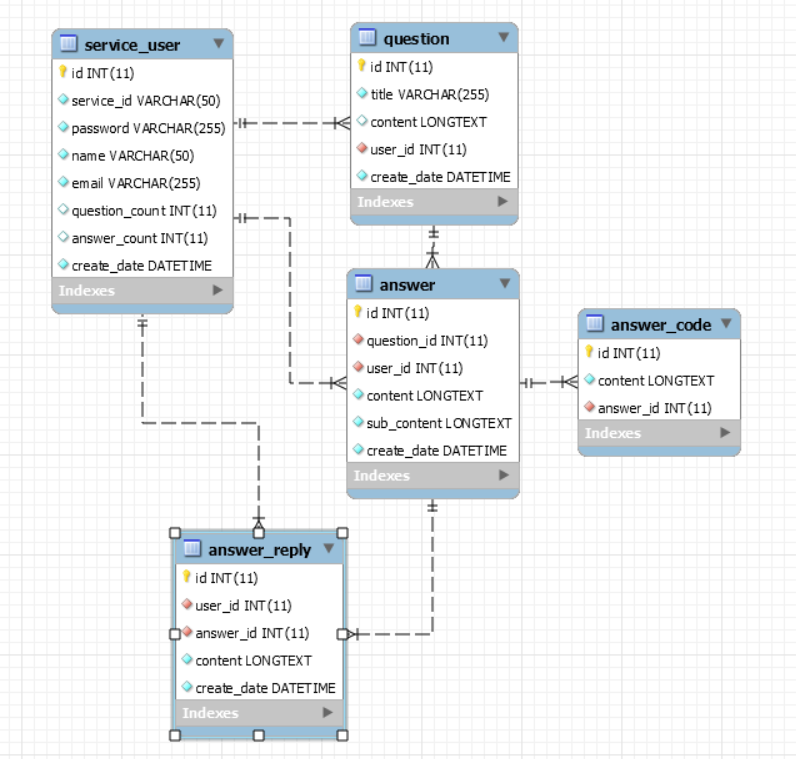 service_user
id INT(11)
service_id VARCHAR(50)
password VARCHAR(255)
name VARCHAR(50)
email VARCHAR(255)
question_count INT(11)
answer_count INT(11)
create_date DATETIME
Indexes
question
id INT(11)
title VARCHAR(255)
content LONGTEXT
user_id INT(11)
create_date DATETIME
Indexes
answer
id INT(11)
question_id INT(11)
user_id INT(11)
content LONGTEXT
sub_content LONGTEXT
create_date DATETIME
Indexes
answer_code
id INT(11)
content LONGTEXT
answer_id INT(11)
Indexes
answer_reply
id INT(11)
user_id INT(11)
answer_id INT(11)
content LONGTEXT
create_date DATETIME
Indexes